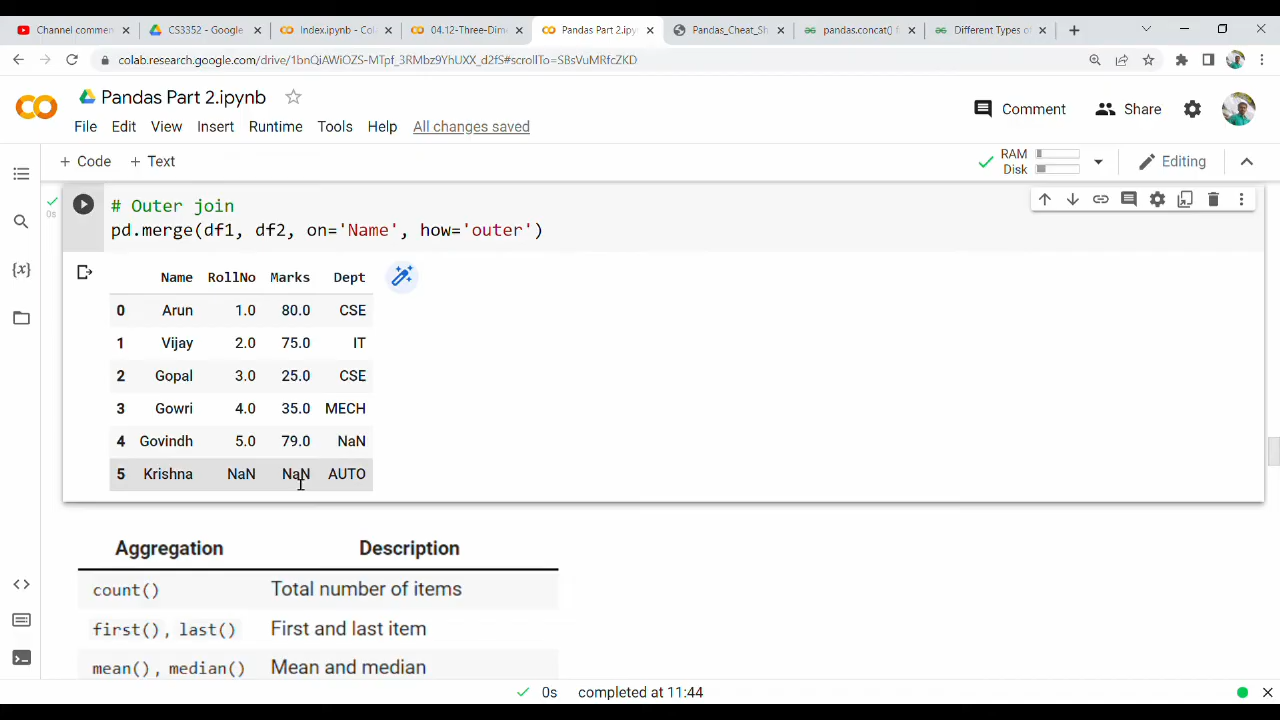 Channel commen
CS3352 - Google
Index.ipynb - Col
04.12-Three-Dim
Pandas Part 2.ipy
Pandas_Cheat_Sh
pandas.concat() f
Different Types o
colab.research.google.com/drive/1bnQiAWiOZS-MTpf_3RMbz9YhUXX_d2fS#scrollTo=SBsVuMRfcZKD
Pandas Part 2.ipynb
Comment
Share
File Edit View Insert Runtime Tools Help All changes saved
+ Code + Text
RAM
Disk
Editing
0s
# Outer join
pd.merge(df1, df2, on='Name', how='outer')
Name RollNo Marks Dept
0 Arun 1.0 80.0 CSE
1 Vijay 2.0 75.0 IT
2 Gopal 3.0 25.0 CSE
3 Gowri 4.0 35.0 MECH
4 Govindh 5.0 79.0 NaN
5 Krishna NaN NaN AUTO
Aggregation Description
count() Total number of items
first(), last() First and last item
mean(), median() Mean and median
0s completed at 11:44